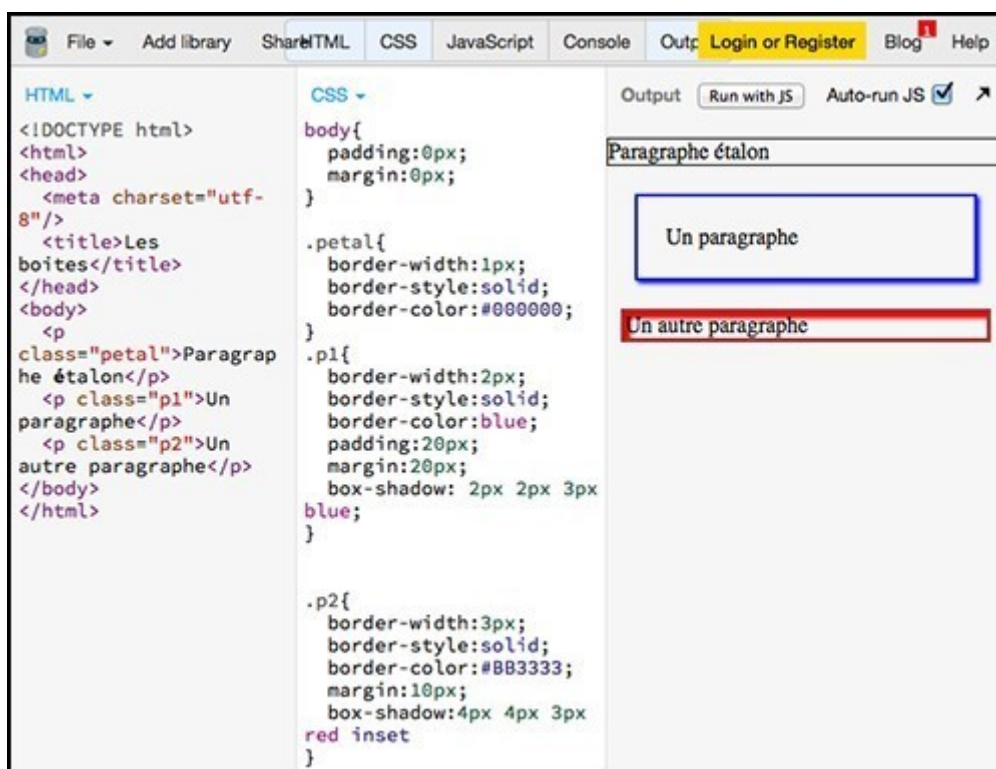 File Add library Share HTML CSS JavaScript Console Outp Login or Register Blog 1 Help
HTML
<!DOCTYPE html>
<html>
<head>
<meta charset="utf-
8"/>
<title>Les
boites</title>
</head>
<body>
<p
class="petal">Paragrap
he étalon</p>
<p class="p1">Un
paragraphe</p>
<p class="p2">Un
autre paragraphe</p>
</body>
</html>
CSS
body{
padding:0px;
margin:0px;
}
.petal{
border-width:1px;
border-style:solid;
border-color:#000000;
}
.p1{
border-width:2px;
border-style:solid;
border-color:blue;
padding:20px;
margin:20px;
box-shadow: 2px 2px 3px
blue;
}
.p2{
border-width:3px;
border-style:solid;
border-color:#BB3333;
margin:10px;
box-shadow:4px 4px 3px
red inset
}
Output Run with JS Auto-run JS
Paragraphe étalon
Un paragraphe
Un autre paragraphe